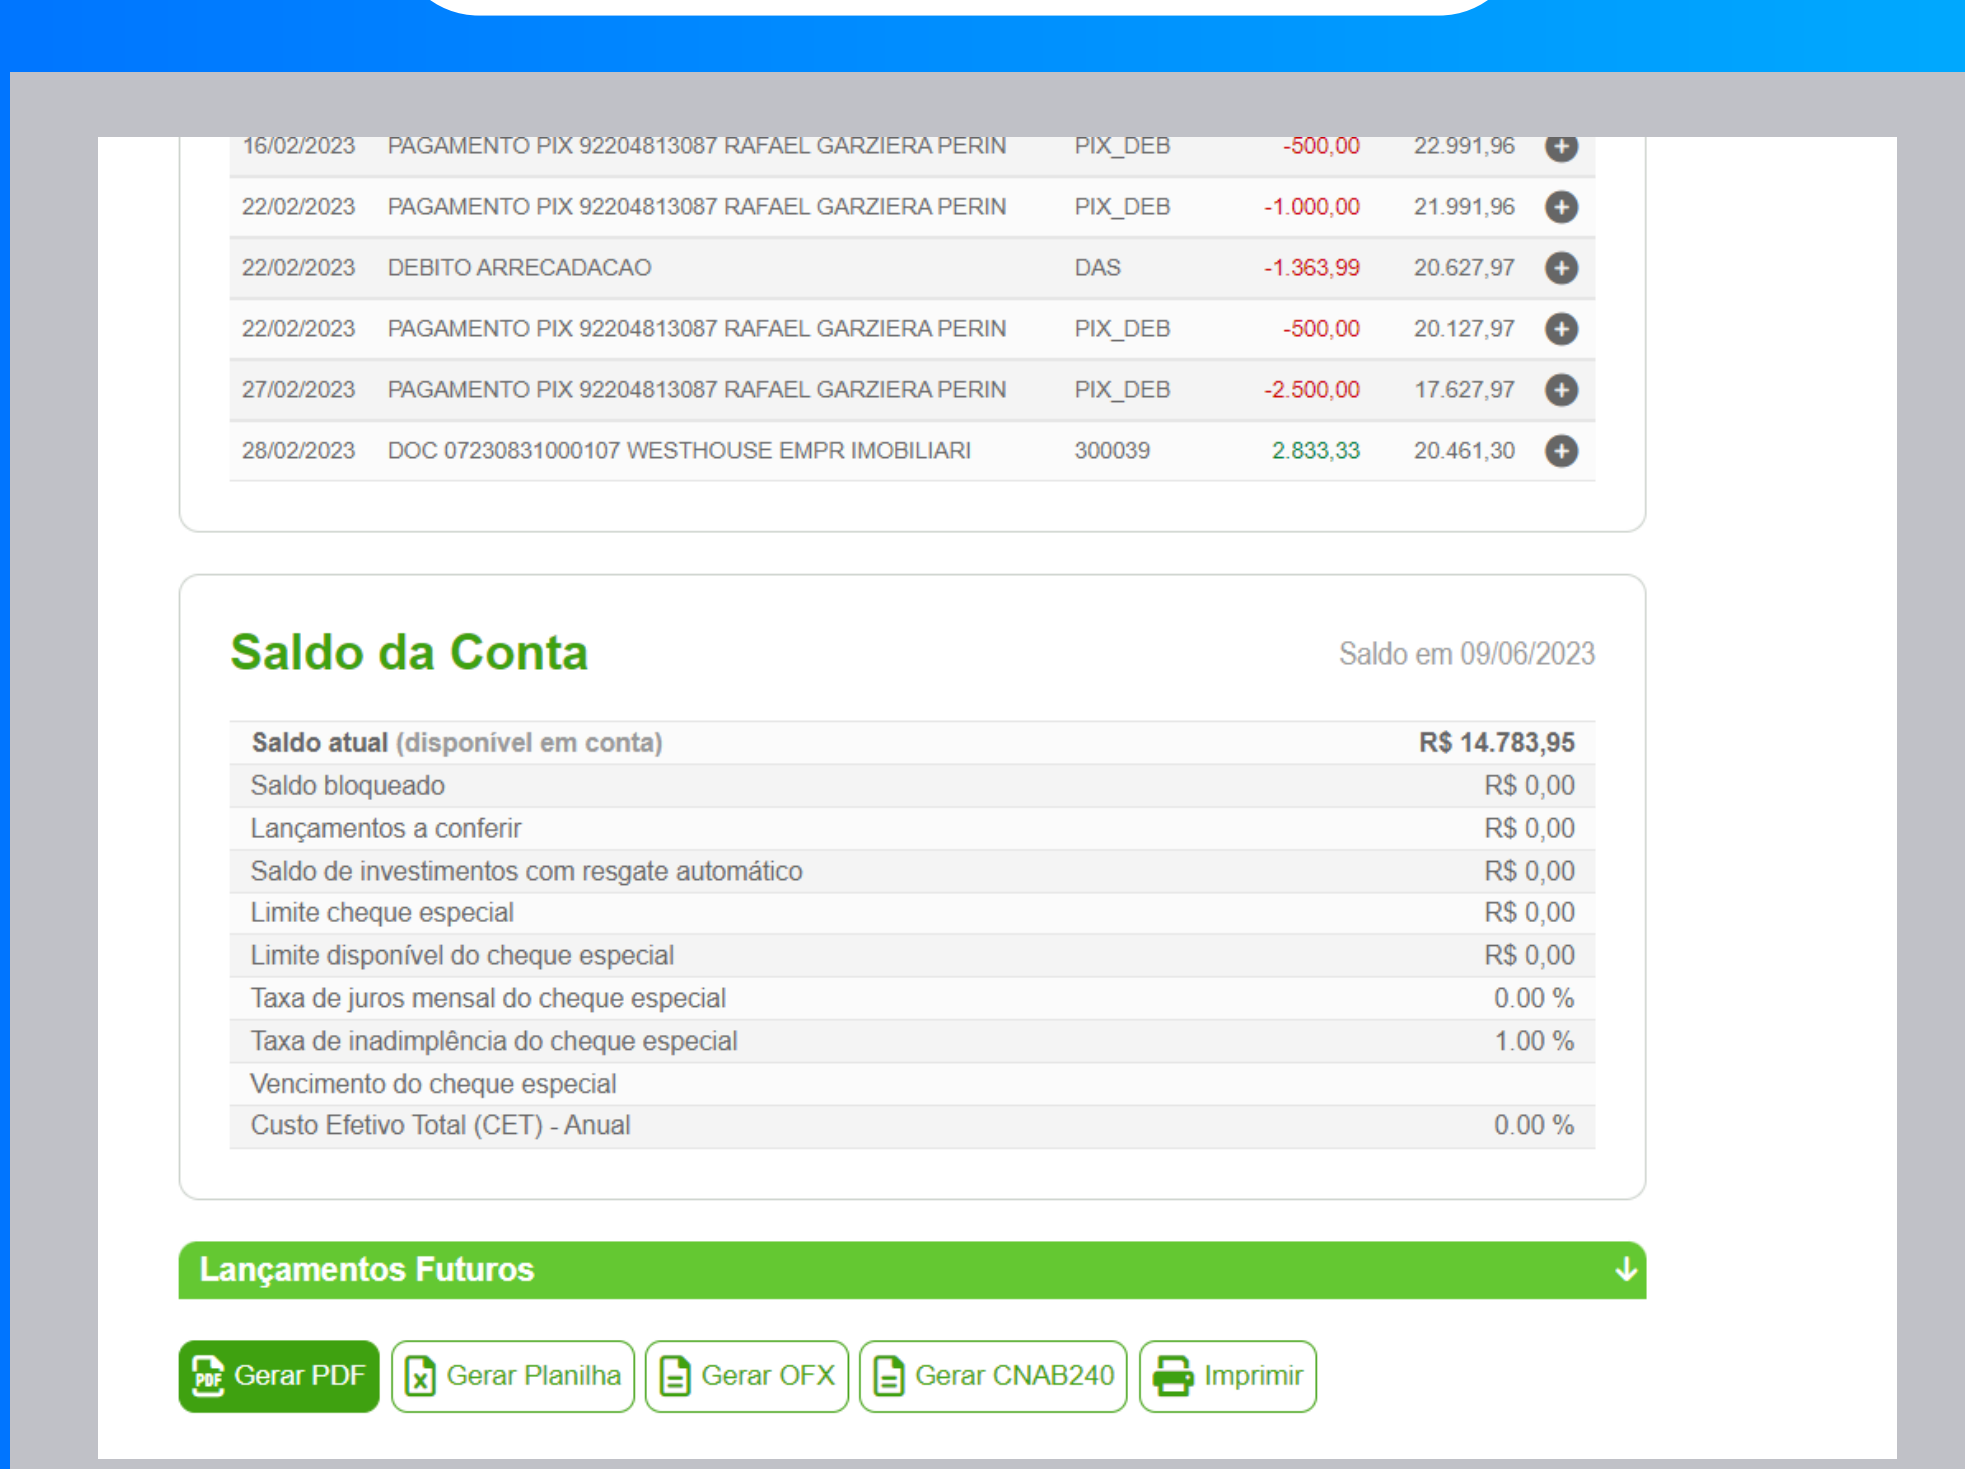 16/02/2023 PAGAMENTO PIX 92204813087 RAFAEL GARZIERA PERIN PIX_DEB -500,00 22.991,96
22/02/2023 PAGAMENTO PIX 92204813087 RAFAEL GARZIERA PERIN PIX_DEB -1.000,00 21.991,96
22/02/2023 DEBITO ARRECADACAO DAS -1.363,99 20.627,97
22/02/2023 PAGAMENTO PIX 92204813087 RAFAEL GARZIERA PERIN PIX_DEB -500,00 20.127,97
27/02/2023 PAGAMENTO PIX 92204813087 RAFAEL GARZIERA PERIN PIX_DEB -2.500,00 17.627,97
28/02/2023 DOC 07230831000107 WESTHOUSE EMPR IMOBILIARI 300039 2.833,33 20.461,30
Saldo da Conta Saldo em 09/06/2023
Saldo atual (disponível em conta) R$ 14.783,95
Saldo bloqueado R$ 0,00
Lançamentos a conferir R$ 0,00
Saldo de investimentos com resgate automático R$ 0,00
Limite cheque especial R$ 0,00
Limite disponível do cheque especial R$ 0,00
Taxa de juros mensal do cheque especial 0.00 %
Taxa de inadimplência do cheque especial 1.00 %
Vencimento do cheque especial
Custo Efetivo Total (CET) - Anual 0.00 %
Lançamentos Futuros
PDF Gerar PDF Gerar Planilha Gerar OFX Gerar CNAB240 Imprimir